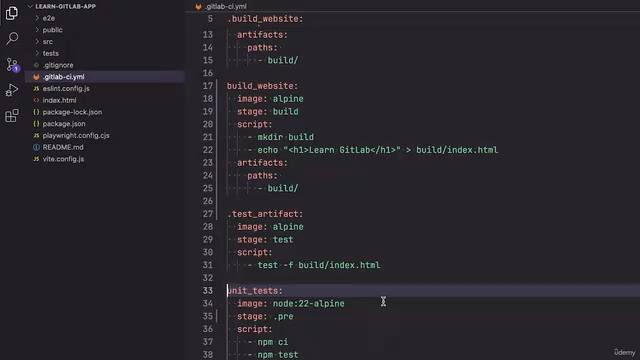 LEARN-GITLAB-APP
e2e
public
src
tests
.gitignore
.gitlab-ci.yml
eslint.config.js
index.html
package-lock.json
package.json
playwright.config.cjs
README.md
vite.config.js
1
.gitlab-ci.yml
5 .build_website:
13 artifacts:
14 paths:
15 - build/
16
17 build_website:
18 image: alpine
19 stage: build
20 script:
21 - mkdir build
22 - echo "<h1>Learn GitLab</h1>" > build/index.html
23 artifacts:
24 paths:
25 - build/
26
27 .test_artifact:
28 image: alpine
29 stage: test
30 script:
31 - test -f build/index.html
32
33 unit_tests:
34 image: node:22-alpine
35 stage: .pre
36 script:
37 - npm ci
38 - npm test
udemy